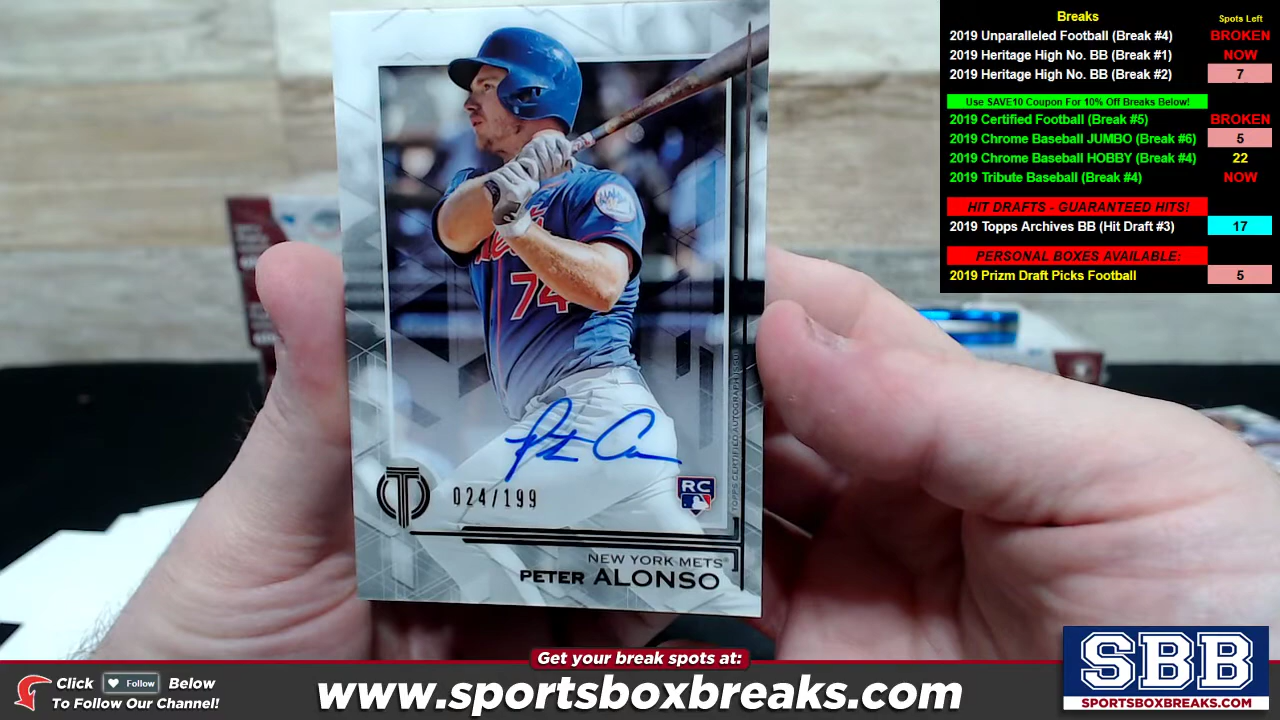 Breaks Spots Left
2019 Unparalleled Football (Break #4) BROKEN
2019 Heritage High No. BB (Break #1) NOW
2019 Heritage High No. BB (Break #2) 7
Use SAVE10 Coupon For 10% Off Breaks Below!
2019 Certified Football (Break #5) BROKEN
2019 Chrome Baseball JUMBO (Break #6) 5
2019 Chrome Baseball HOBBY (Break #4) 22
2019 Tribute Baseball (Break #4) NOW
HIT DRAFTS - GUARANTEED HITS!
2019 Topps Archives BB (Hit Draft #3) 17
PERSONAL BOXES AVAILABLE:
2019 Prizm Draft Picks Football 5
Mets
74
TOPPS CERTIFIED AUTOGRAPH ISSUE
024/199
RC
NEW YORK METS
PETER ALONSO
Get your break spots at:
Click Follow Below
To Follow Our Channel!
www.sportsboxbreaks.com
SBB
SPORTSBOXBREAKS.COM